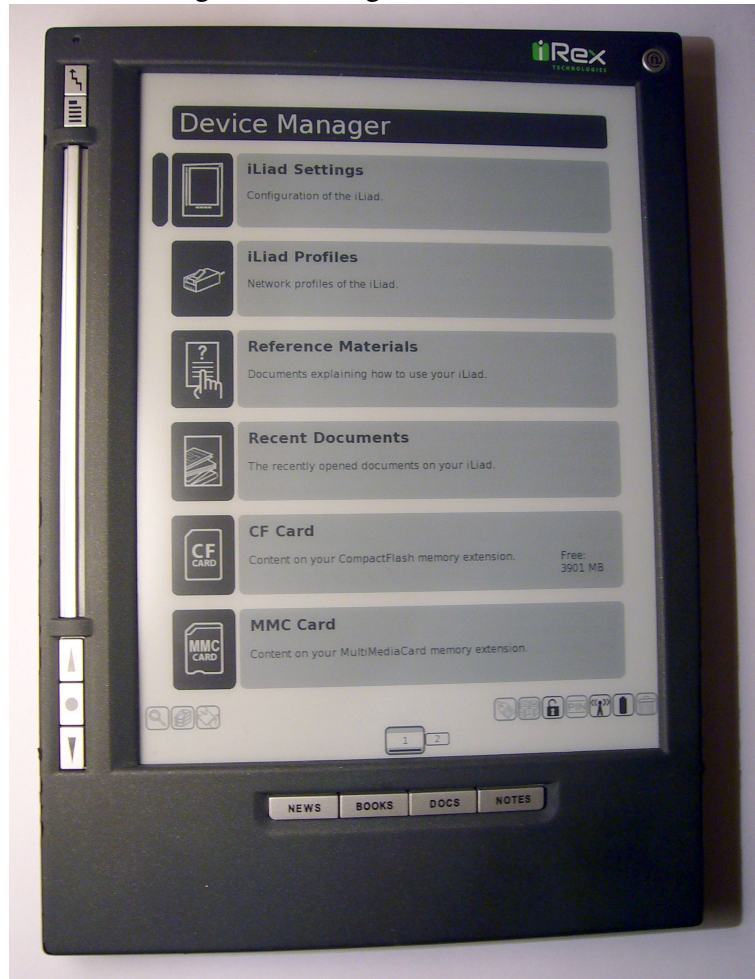 iRex
TECHNOLOGIES
Device Manager
iLiad Settings
Configuration of the iLiad.
iLiad Profiles
Network profiles of the iLiad.
?
Reference Materials
Documents explaining how to use your iLiad.
Recent Documents
The recently opened documents on your iLiad.
CF
CARD
CF Card
Content on your CompactFlash memory extension.
Free:
3901 MB
MMC
CARD
MMC Card
Content on your MultiMediaCard memory extension.
PIN
1 2
NEWS BOOKS DOCS NOTES